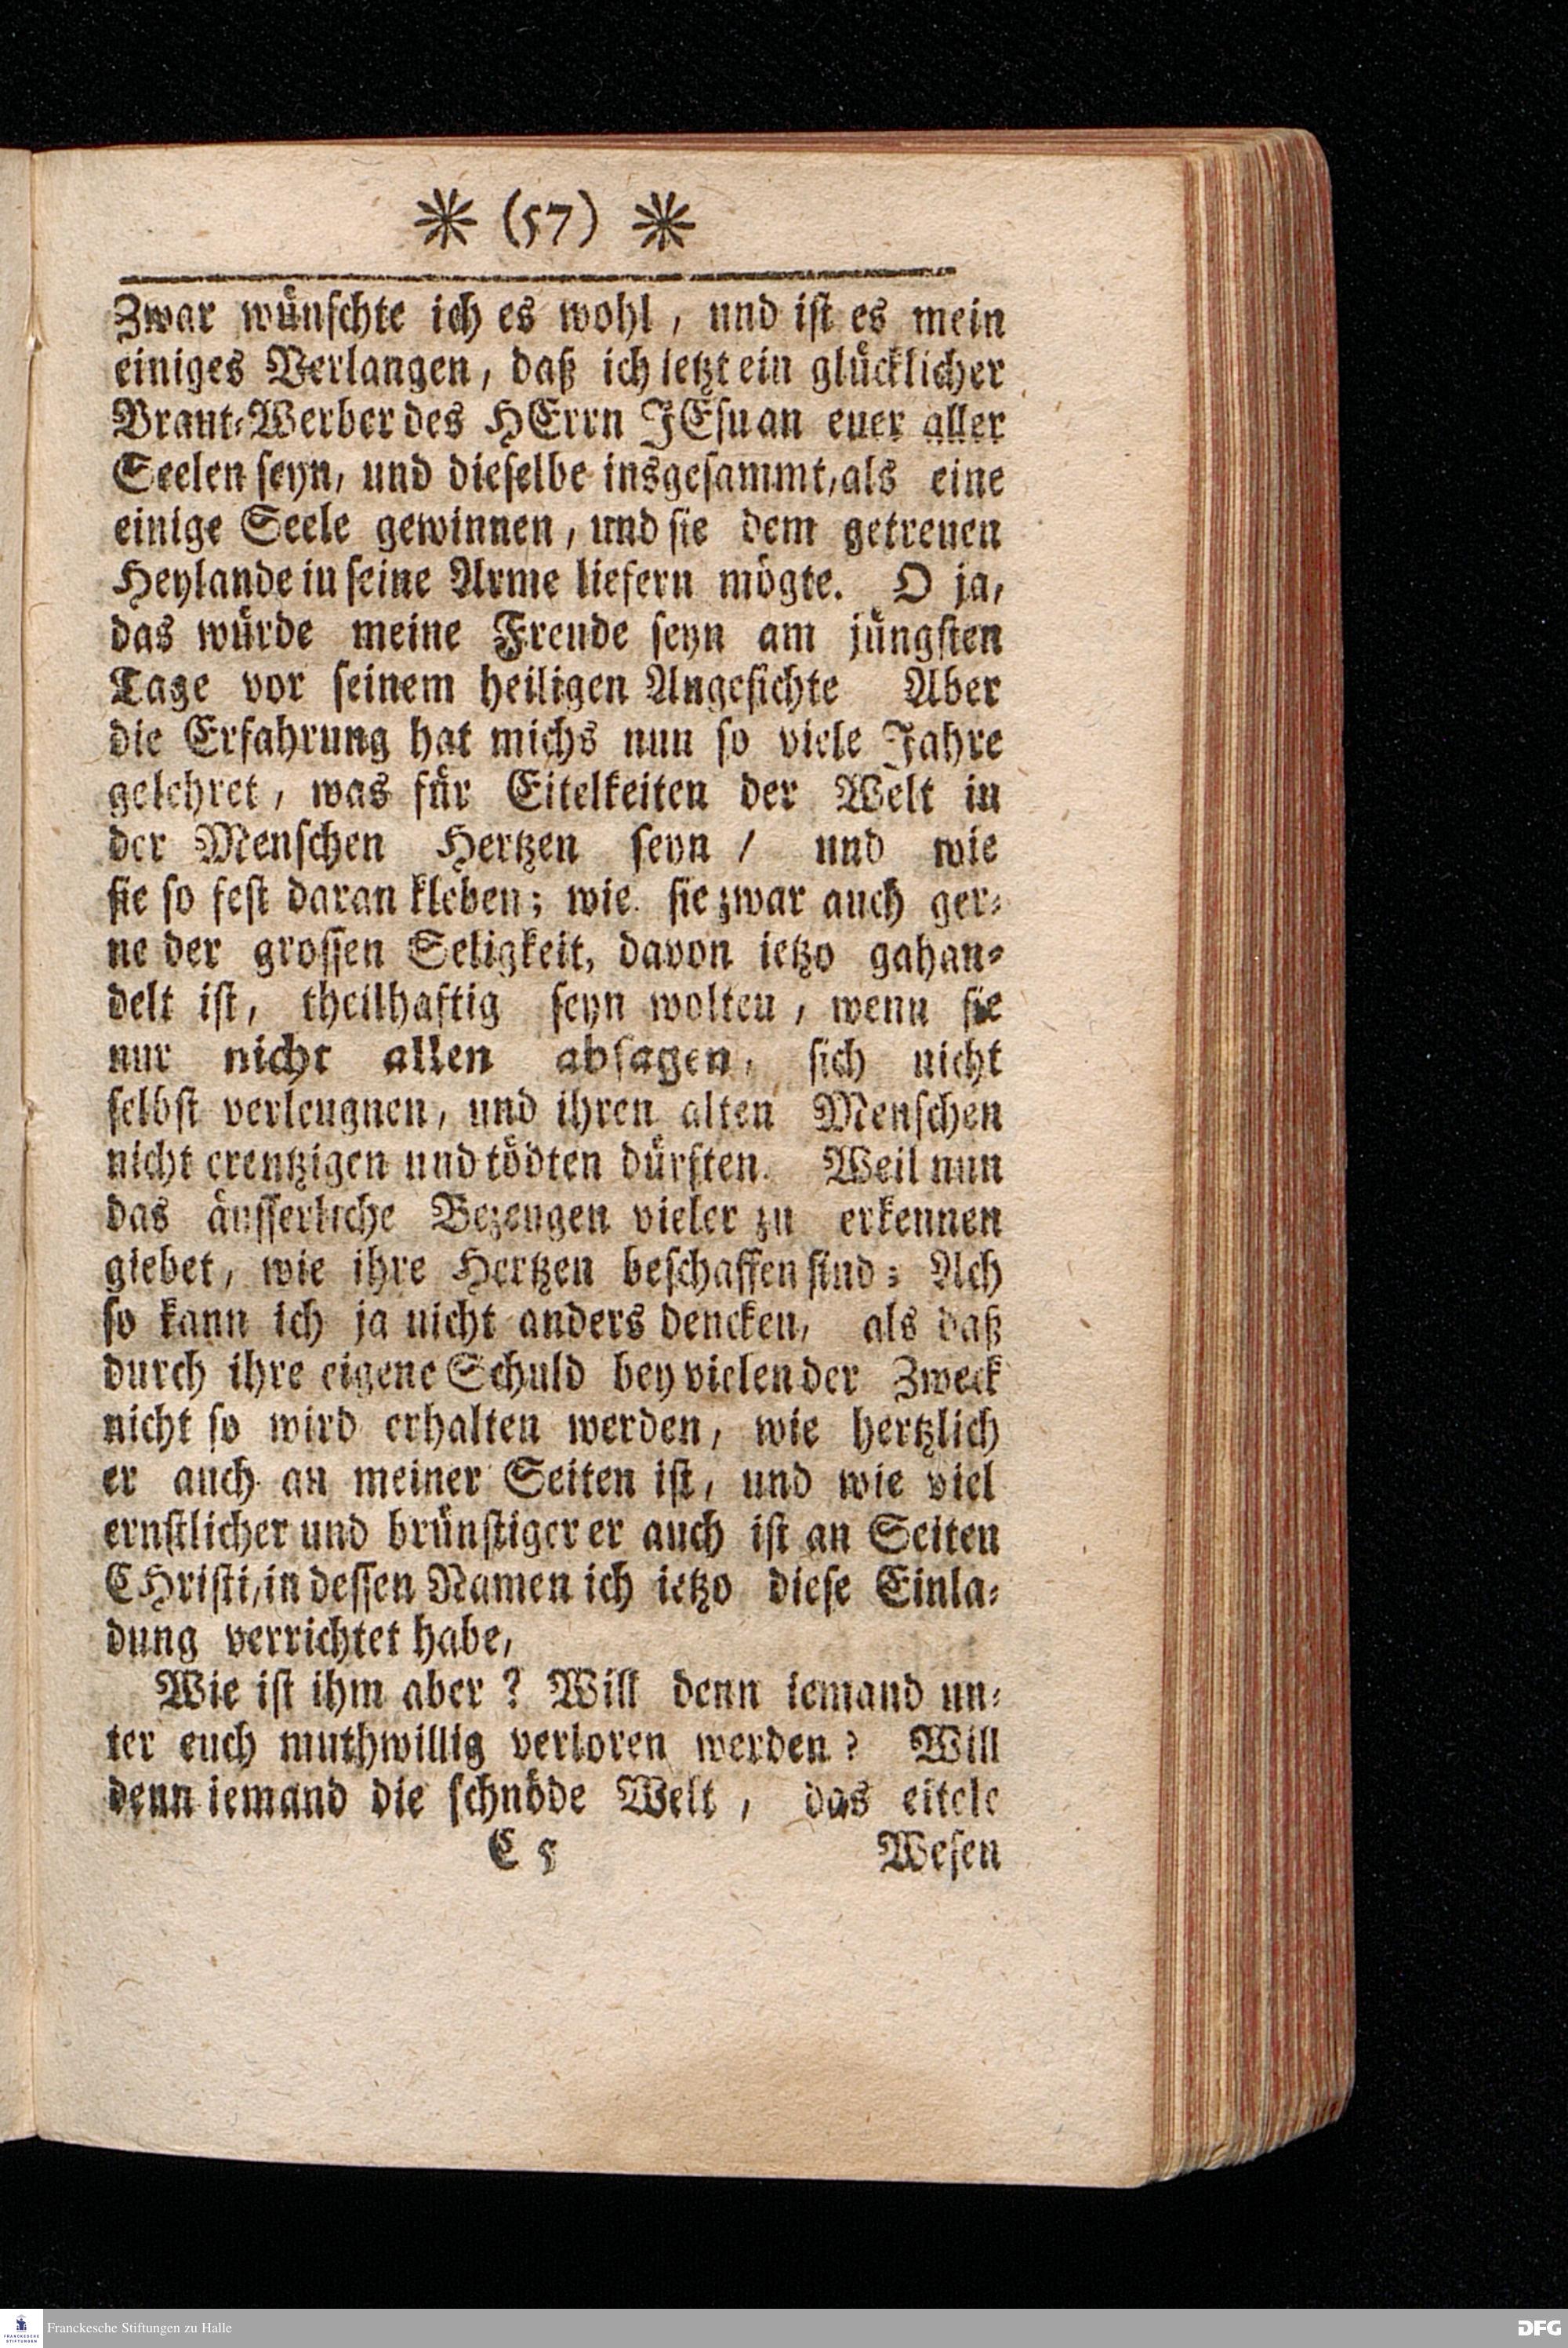 * (57) *
Zwar wünschte ich es wohl, und ist es mein
einiges Verlangen, daß ich ietzt ein glücklicher
Braut-Werber des HErrn JEsu an euer aller
Seelen seyn, und dieselbe insgesammt, als eine
einige Seele gewinnen, und sie dem getreuen
Heylande in seine Arme liefern mögte. O ja,
das würde meine Freude seyn am jüngsten
Tage vor seinem heiligen Angesichte Aber
die Erfahrung hat michs nun so viele Jahre
gelehret, was für Eitelkeiten der Welt in
der Menschen Hertzen seyn / und wie
sie so fest daran kleben; wie sie zwar auch ger-
ne der grossen Seligkeit, davon ietzo gahan-
delt ist, theilhaftig seyn wolten, wenn sie
nur nicht allen absagen, sich nicht
selbst verleugnen, und ihren alten Menschen
nicht creutzigen und tödten dürften. Weil nun
das äusserliche Bezeugen vieler zu erkennen
giebet, wie ihre Hertzen beschaffen sind: Ach
so kann ich ja nicht anders dencken, als daß
durch ihre eigene Schuld bey vielen der Zweck
nicht so wird erhalten werden, wie hertzlich
er auch an meiner Seiten ist, und wie viel
ernstlicher und brünstiger er auch ist an Seiten
CHristi, in dessen Namen ich ietzo diese Einla-
dung verrichtet habe,
Wie ist ihm aber? Will denn iemand un-
ter euch muthwillig verloren werden? Will
denn iemand die schnöde Welt, das eitele
C 5 Wesen
Franckesche Stiftungen zu Halle
FRANCKESCHE STIFTUNGEN
DFG